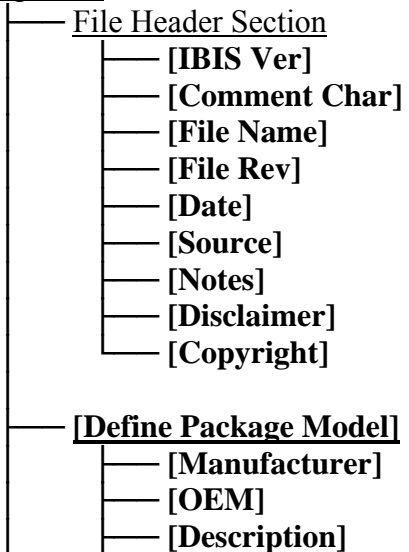 File Header Section
[IBIS Ver]
[Comment Char]
[File Name]
[File Rev]
[Date]
[Source]
[Notes]
[Disclaimer]
[Copyright]
[Define Package Model]
[Manufacturer]
[OEM]
[Description]